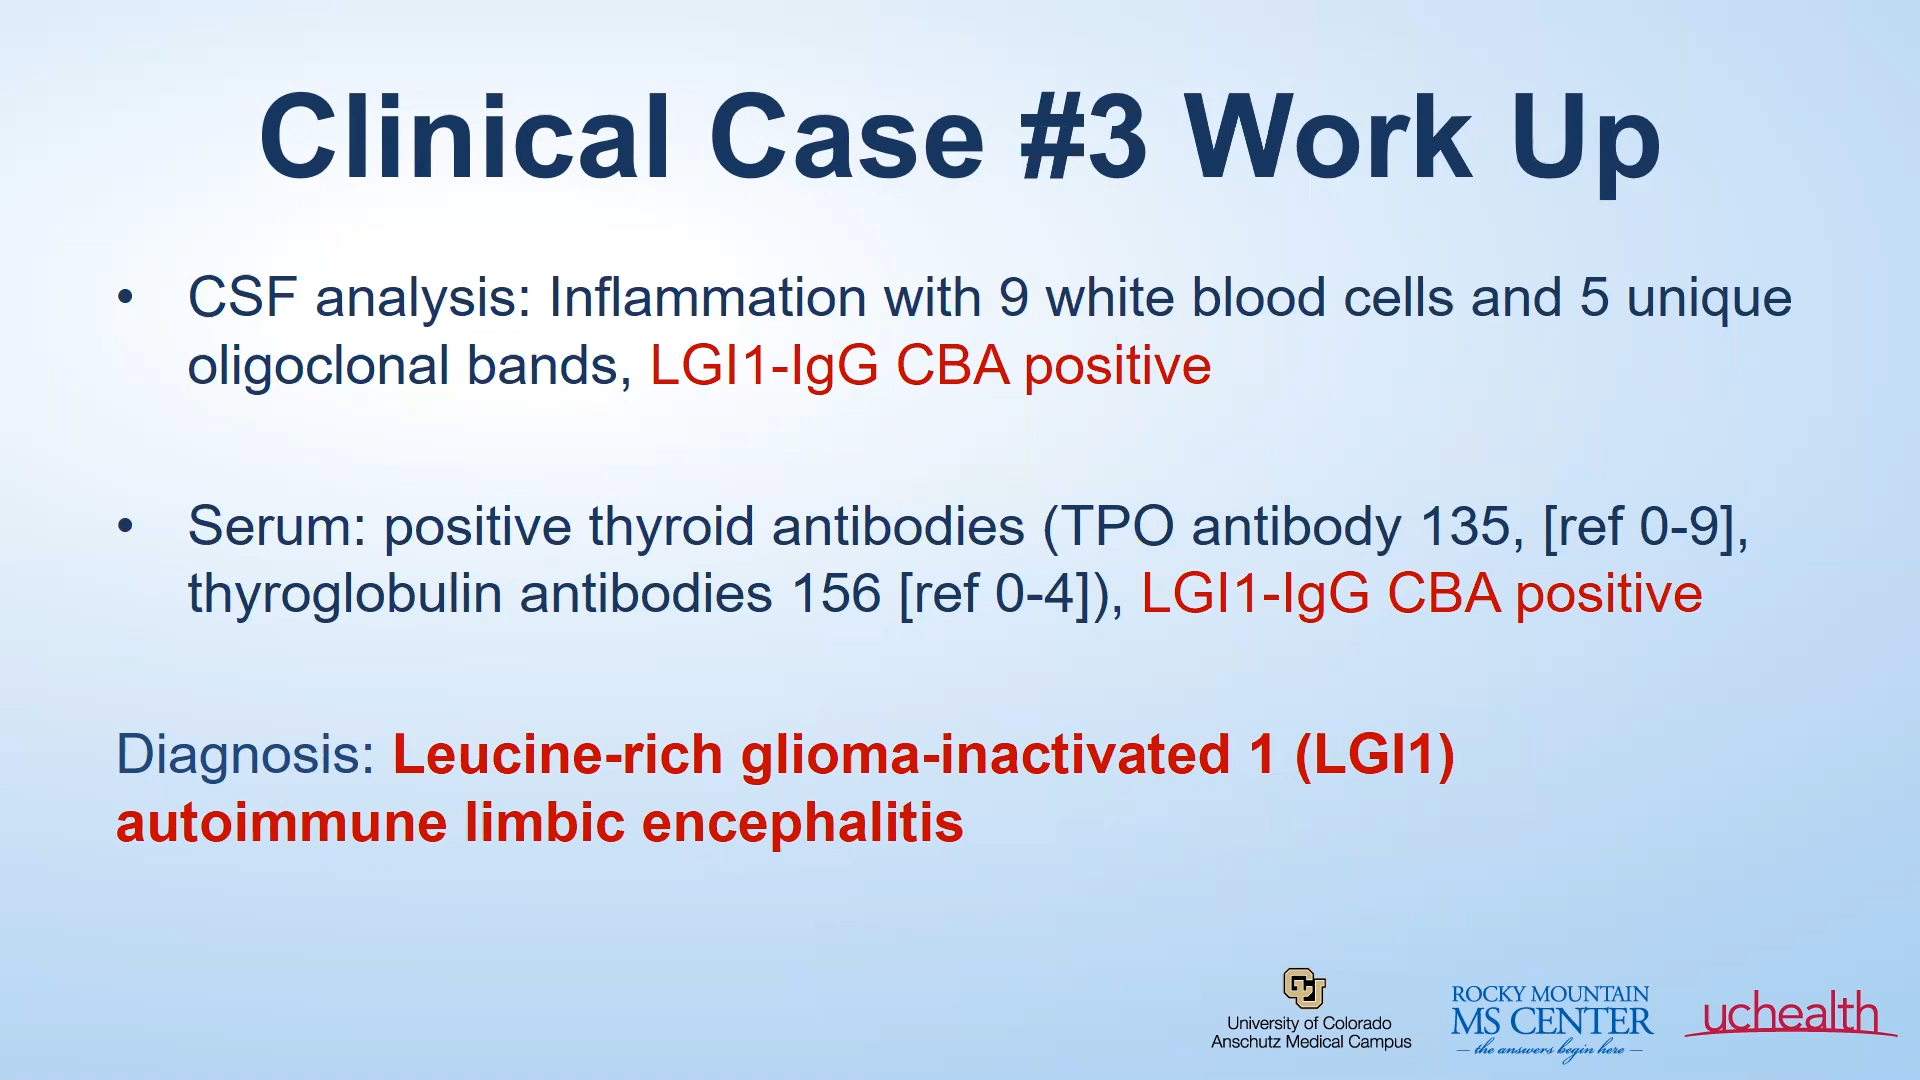 Clinical Case #3 Work Up
• CSF analysis: Inflammation with 9 white blood cells and 5 unique
oligoclonal bands, LGI1-IgG CBA positive
• Serum: positive thyroid antibodies (TPO antibody 135, [ref 0-9],
thyroglobulin antibodies 156 [ref 0-4]), LGI1-IgG CBA positive
Diagnosis: Leucine-rich glioma-inactivated 1 (LGI1)
autoimmune limbic encephalitis
CU
University of Colorado
Anschutz Medical Campus
ROCKY MOUNTAIN
MS CENTER
— the answers begin here —
uchealth